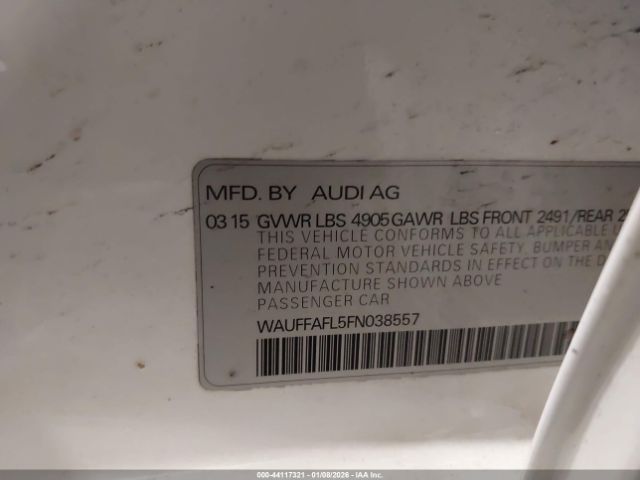 MFD. BY AUDI AG
03 15 GVWR LBS 4905 GAWR LBS FRONT 2491/REAR
THIS VEHICLE CONFORMS TO ALL APPLICABLE
FEDERAL MOTOR VEHICLE SAFETY, BUMPER AND
PREVENTION STANDARDS IN EFFECT ON THE
MANUFACTURE SHOWN ABOVE
PASSENGER CAR
WAUFFAFL5FN038557
000-44117321 | 01/08/2026 - IAA Inc.